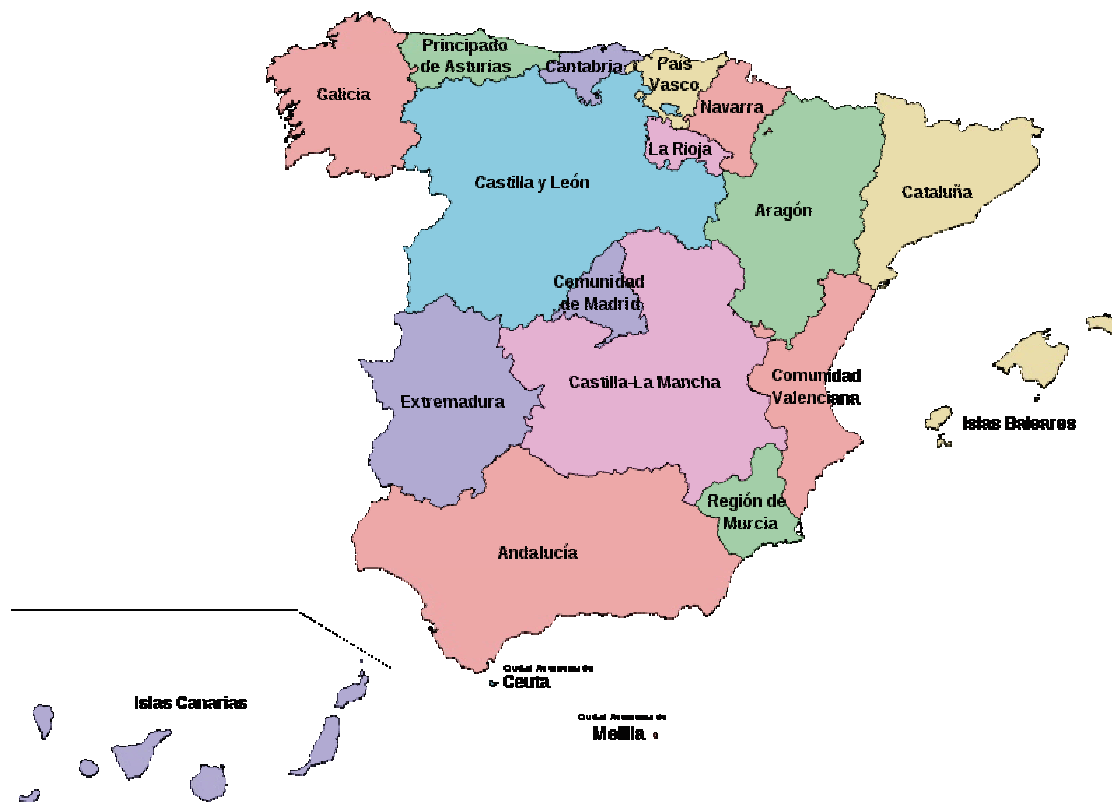 Principado
de Asturias
Cantabria
País
Vasco
Galicia
Navarra
La Rioja
Castilla y León
Cataluña
Aragón
Comunidad
de Madrid
Castilla-La Mancha
Comunidad
Valenciana
Extremadura
Islas Baleares
Región de
Murcia
Andalucía
Ceuta
Islas Canarias
Melilla